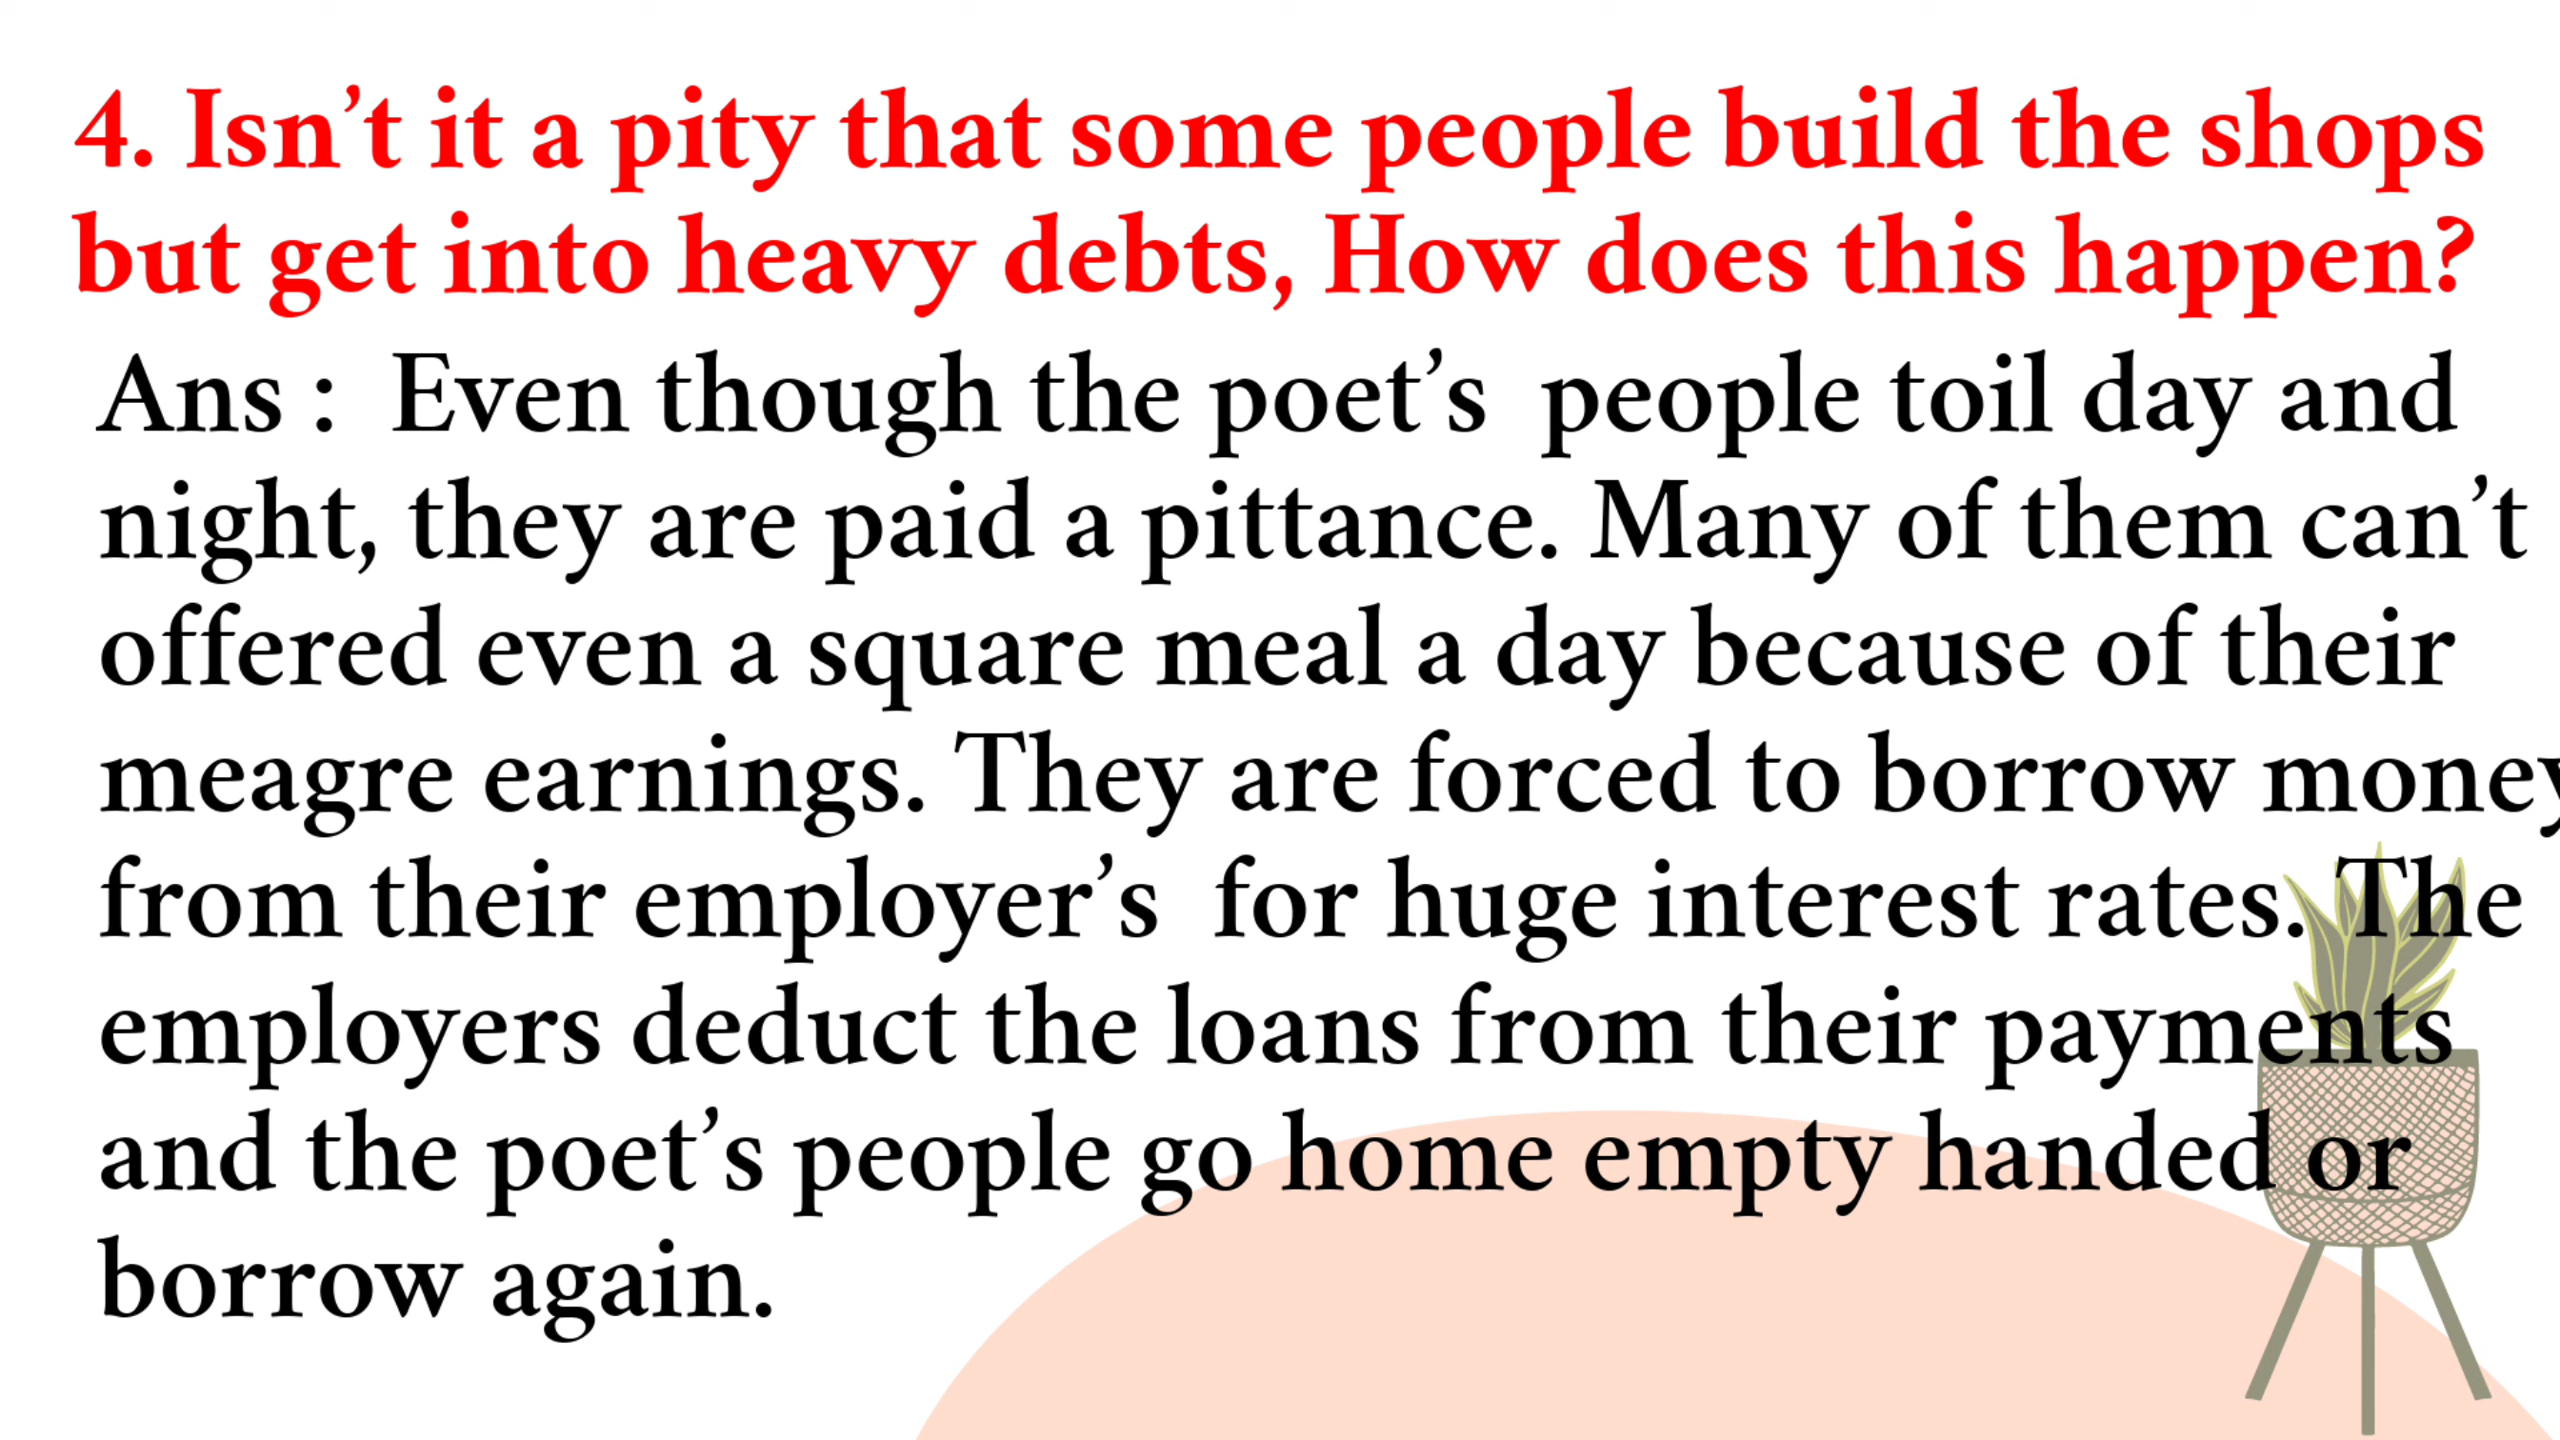 4. Isn’t it a pity that some people build the shops
but get into heavy debts, How does this happen?
Ans :  Even though the poet’s  people toil day and
night, they are paid a pittance. Many of them can’t
offered even a square meal a day because of their
meagre earnings. They are forced to borrow money
from their employer’s  for huge interest rates. The
employers deduct the loans from their payments
and the poet’s people go home empty handed or
borrow again.